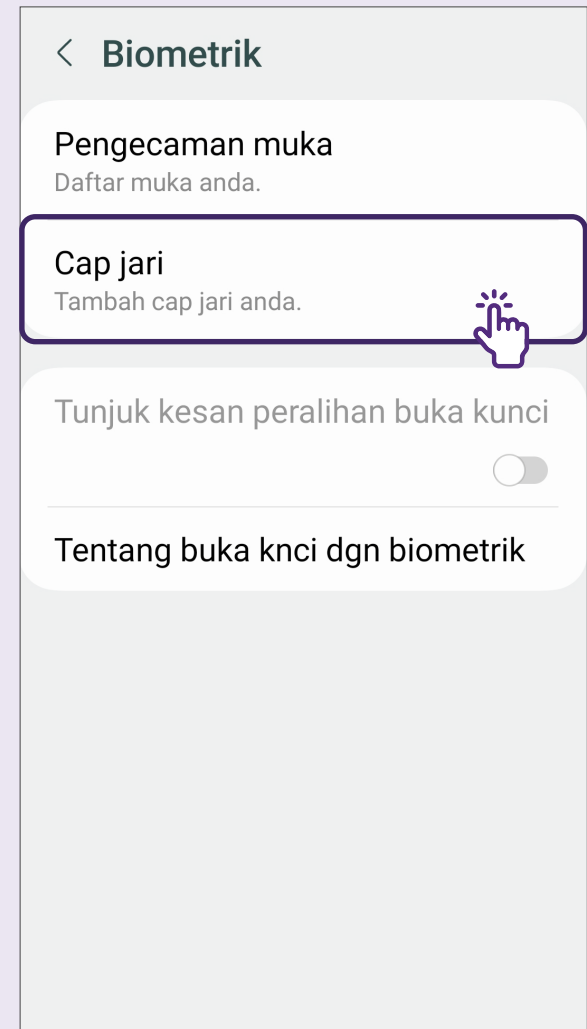 Biometrik
Pengecaman muka
Daftar muka anda.
Cap jari
Tambah cap jari anda.
Tunjuk kesan peralihan buka kunci
Tentang buka knci dgn biometrik